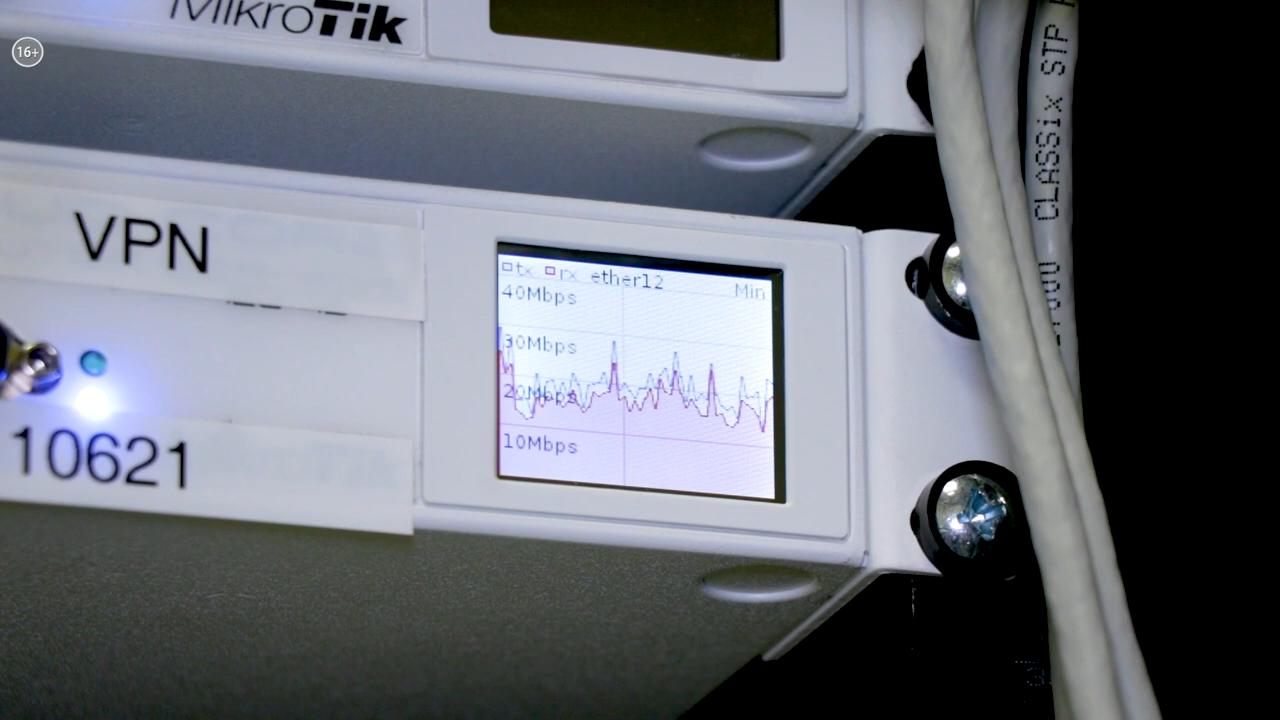 MikroTik
16+
CLASSix STP
VPN
tx rx ether12 Min
40Mbps
30Mbps
20Mbps
10Mbps
10621